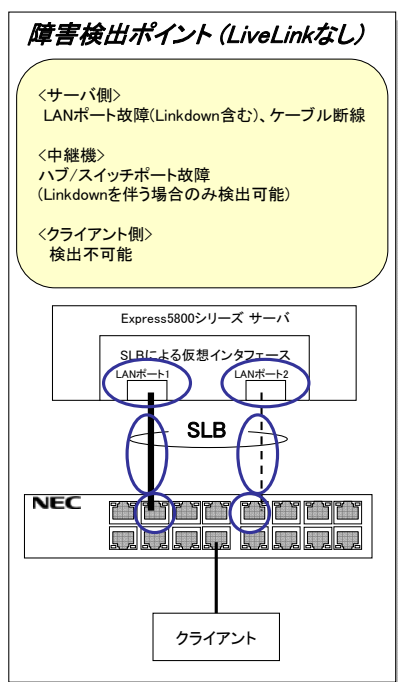 障害検出ポイント (LiveLinkなし)
<サーバ側>
LANポート故障(Linkdown含む)、ケーブル断線
<中継機>
ハブ/スイッチポート故障
(Linkdownを伴う場合のみ検出可能)
<クライアント側>
検出不可能
Express5800シリーズ サーバ
SLBによる仮想インタフェース
LANポート1
LANポート2
SLB
NEC
クライアント